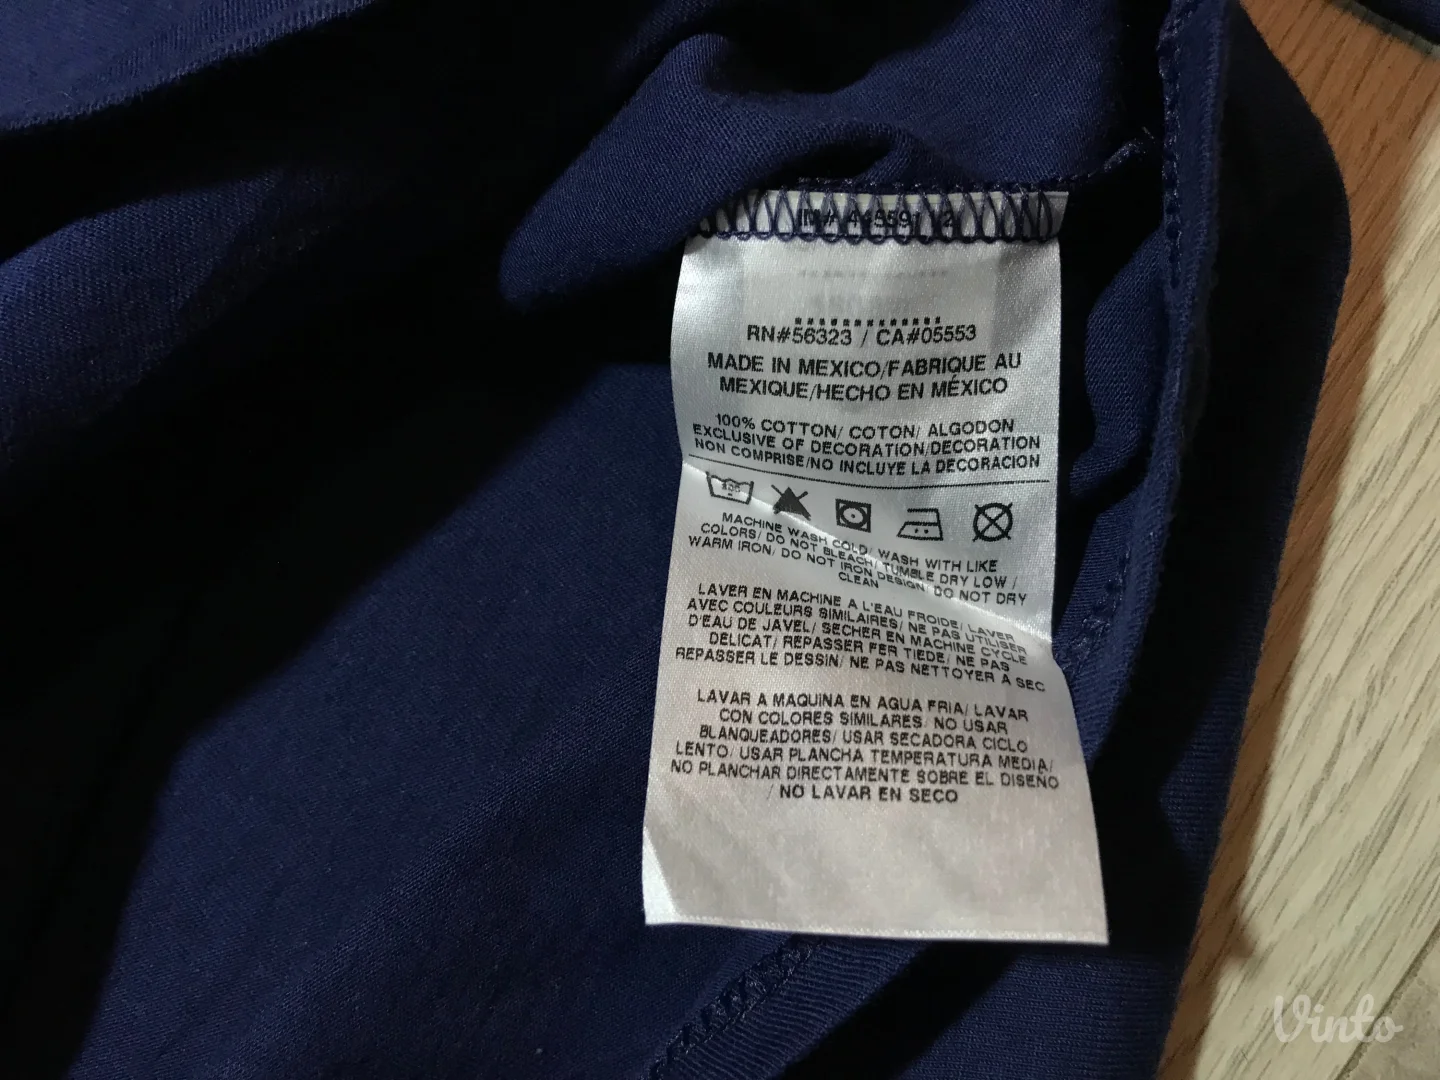 RN#56323 / CA#05553
MADE IN MEXICO/FABRIQUE AU
MEXIQUE/HECHO EN MÉXICO
100% COTTON/ COTON/ ALGODON
EXCLUSIVE OF DECORATION/DECORATION
NON COMPRISE/NO INCLUYE LA DECORACION
MACHINE WASH COLD/ WASH WITH LIKE
COLORS/ DO NOT BLEACH/ TUMBLE DRY LOW /
WARM IRON/ DO NOT IRON DESIGN/ DO NOT DRY
CLEAN
LAVER EN MACHINE A L'EAU FROIDE/ LAVER
AVEC COULEURS SIMILAIRES/ NE PAS UTILISER
D'EAU DE JAVEL/ SECHER EN MACHINE CYCLE
DELICAT/ REPASSER FER TIEDE/ NE PAS
REPASSER LE DESSIN/ NE PAS NETTOYER A SEC
LAVAR A MAQUINA EN AGUA FRIA/ LAVAR
CON COLORES SIMILARES/ NO USAR
BLANQUEADORES/ USAR SECADORA CICLO
LENTO/ USAR PLANCHA TEMPERATURA MEDIA/
NO PLANCHAR DIRECTAMENTE SOBRE EL DISEÑO
/ NO LAVAR EN SECO
Vinto